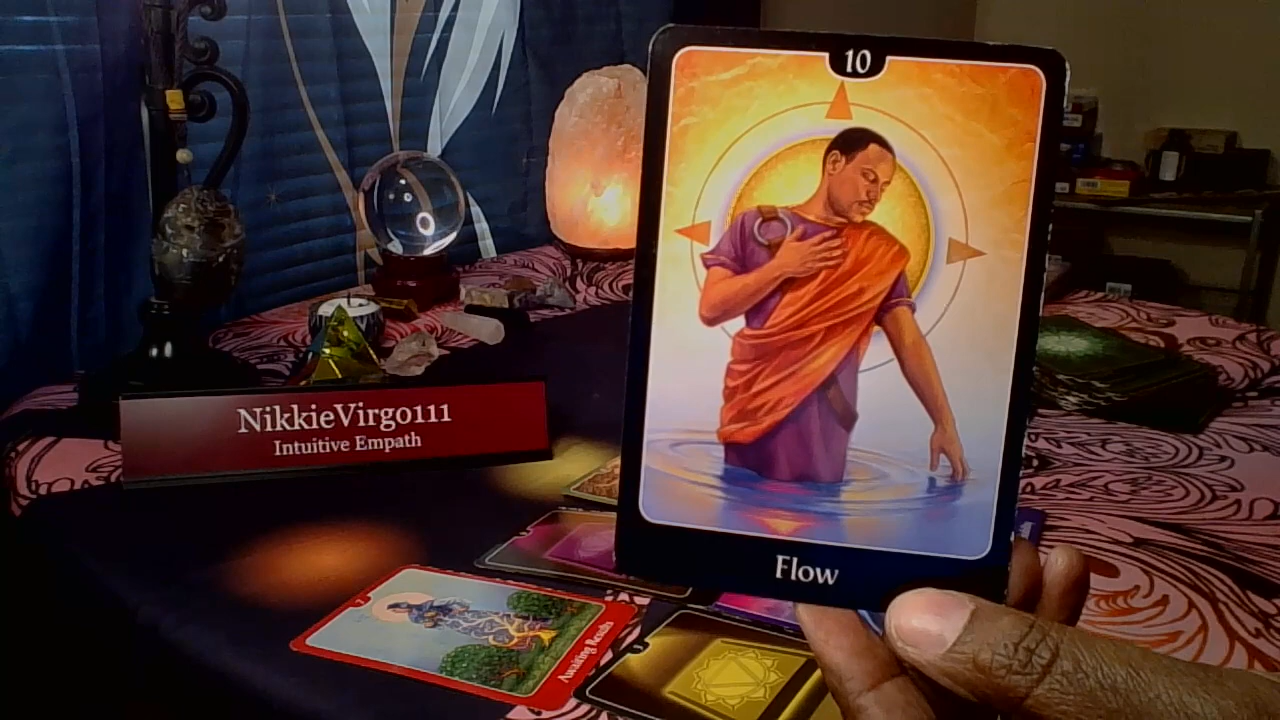 10
Flow
NikkieVirgo111
Intuitive Empath
Awaiting Results